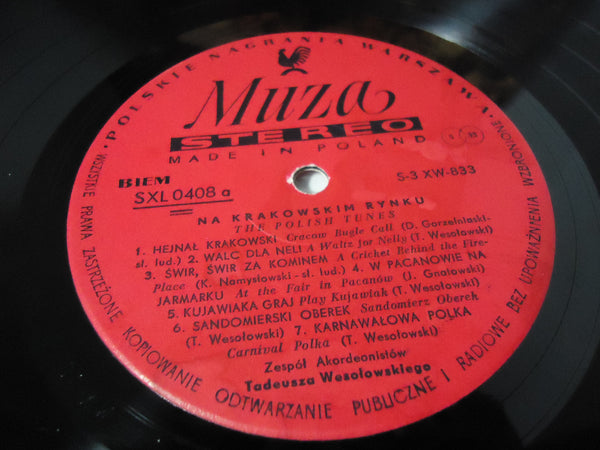 · POLSKIE NAGRANIA WARSZAWA ·
Muza
STEREO
MADE IN POLAND
BIEM
SXL 0408 a
S-3 XW-833
NA KRAKOWSKIM RYNKU
THE POLISH TUNES
1. HEJNAŁ KRAKOWSKI Cracow Bugle Call (D. Gorzelniaski-
sł. lud.) 2. WALC DLA NELI A Waltz for Nelly (T. Wesołowski)
3. ŚWIR, ŚWIR ZA KOMINEM A Cricket Behind the Fire-
Place (K. Namysłowski - sł. lud.) 4. W PACANOWIE NA
JARMARKU At the Fair in Pacanów (J. Gnatowski)
5. KUJAWIAKA GRAJ Play Kujawiak (T. Wesołowski)
6. SANDOMIERSKI OBEREK Sandomierz Oberek
(T. Wesołowski) 7. KARNAWAŁOWA POLKA
Carnival Polka (T. Wesołowski)
Zespół Akordeonistów
Tadeusza Wesołowskiego
WSZYSTKIE PRAWA ZASTRZEŻONE KOPIOWANIE ODTWARZANIE PUBLICZNE I RADIOWE BEZ UPOWAŻNIENIA WZBRONIONE